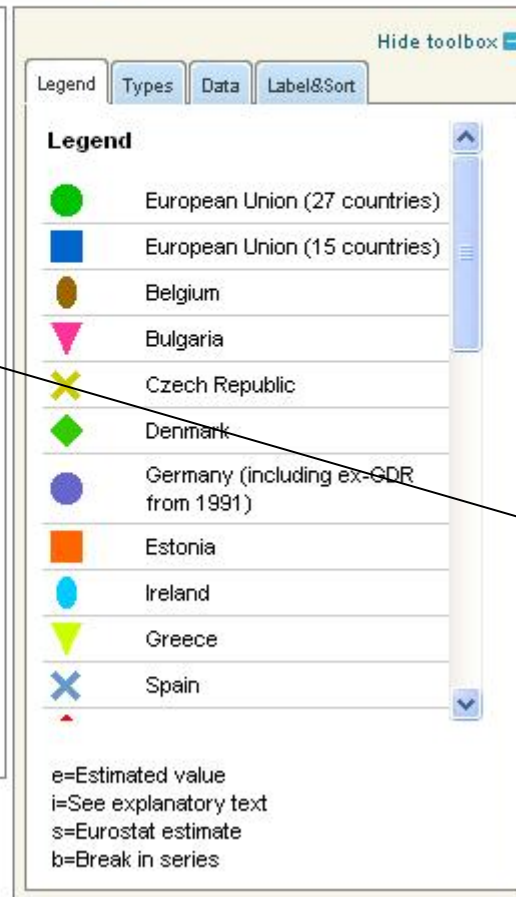 Hide toolbox
Legend Types Data Label&Sort
Legend
European Union (27 countries)
European Union (15 countries)
Belgium
Bulgaria
Czech Republic
Denmark
Germany (including ex-GDR
from 1991)
Estonia
Ireland
Greece
Spain
e=Estimated value
i=See explanatory text
s=Eurostat estimate
b=Break in series